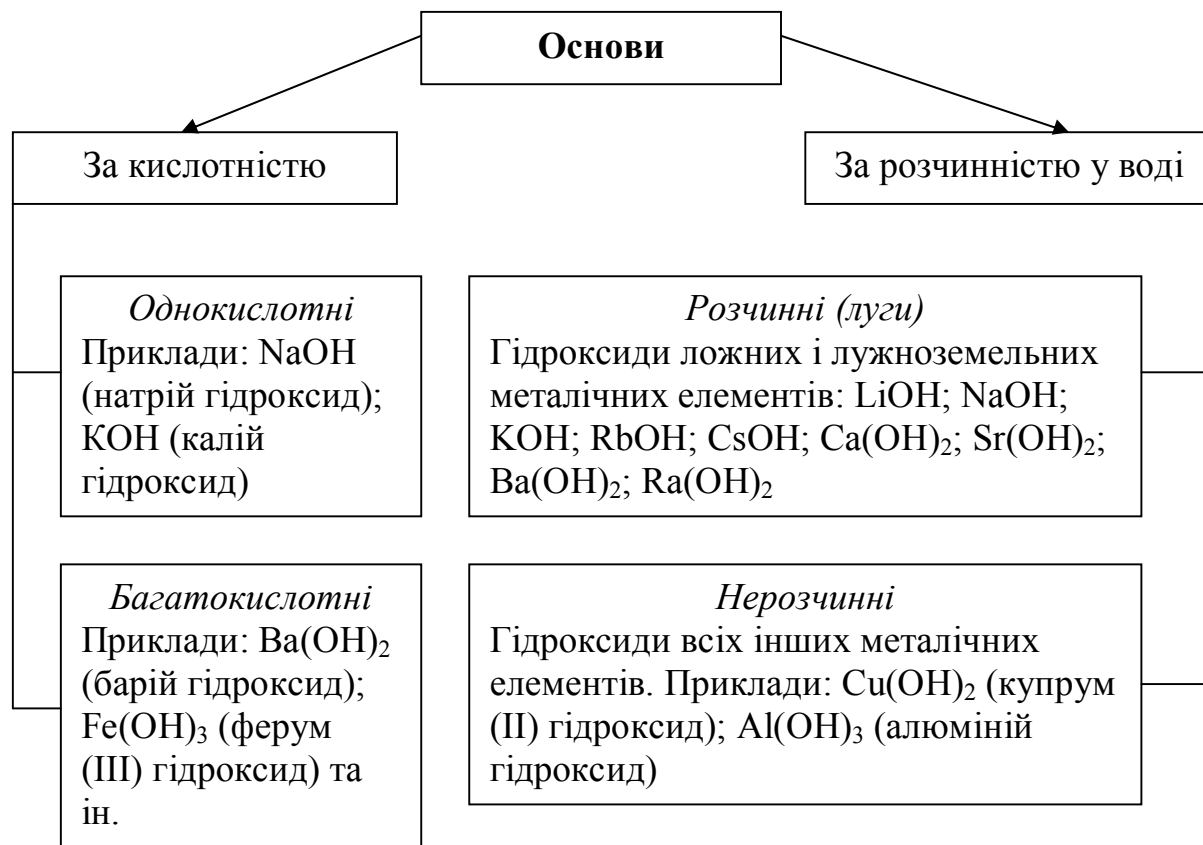 Основи
За кислотністю
За розчинністю у воді
Однокислотні
Приклади: NaOH
(натрій гідроксид);
КОН (калій
гідроксид)
Розчинні (луги)
Гідроксиди ложних і лужноземельних
металічних елементів: LiOH; NaOH;
KOH; RbOH; CsOH; Ca(OH)₂; Sr(OH)₂;
Ba(OH)₂; Ra(OH)₂
Багатокислотні
Приклади: Ba(OH)₂
(барій гідроксид);
Fe(OH)₃ (ферум
(III) гідроксид) та
ін.
Нерозчинні
Гідроксиди всіх інших металічних
елементів. Приклади: Cu(OH)₂ (купрум
(II) гідроксид); Al(OH)₃ (алюміній
гідроксид)